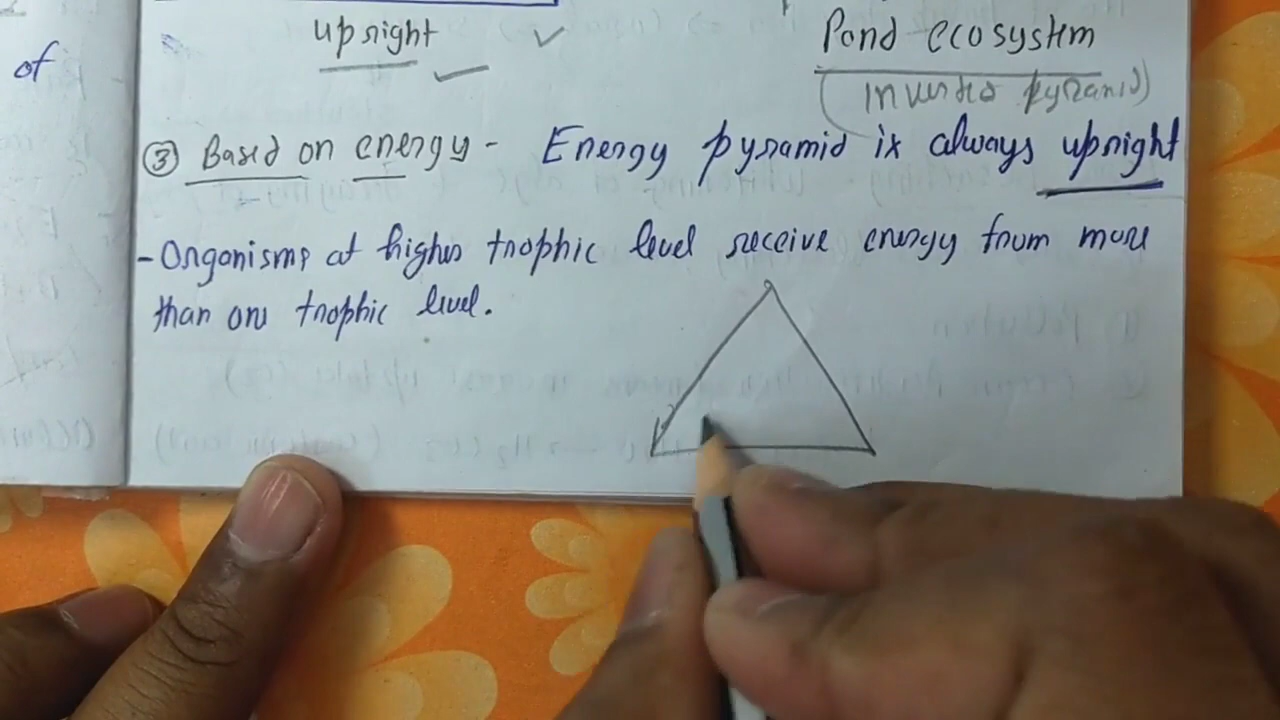 of
upright
Pond ecosystem
(Inverted pyramid)
③ Based on energy - Energy pyramid is always upright
- Organisms at higher trophic level receive energy from more
than one trophic level.